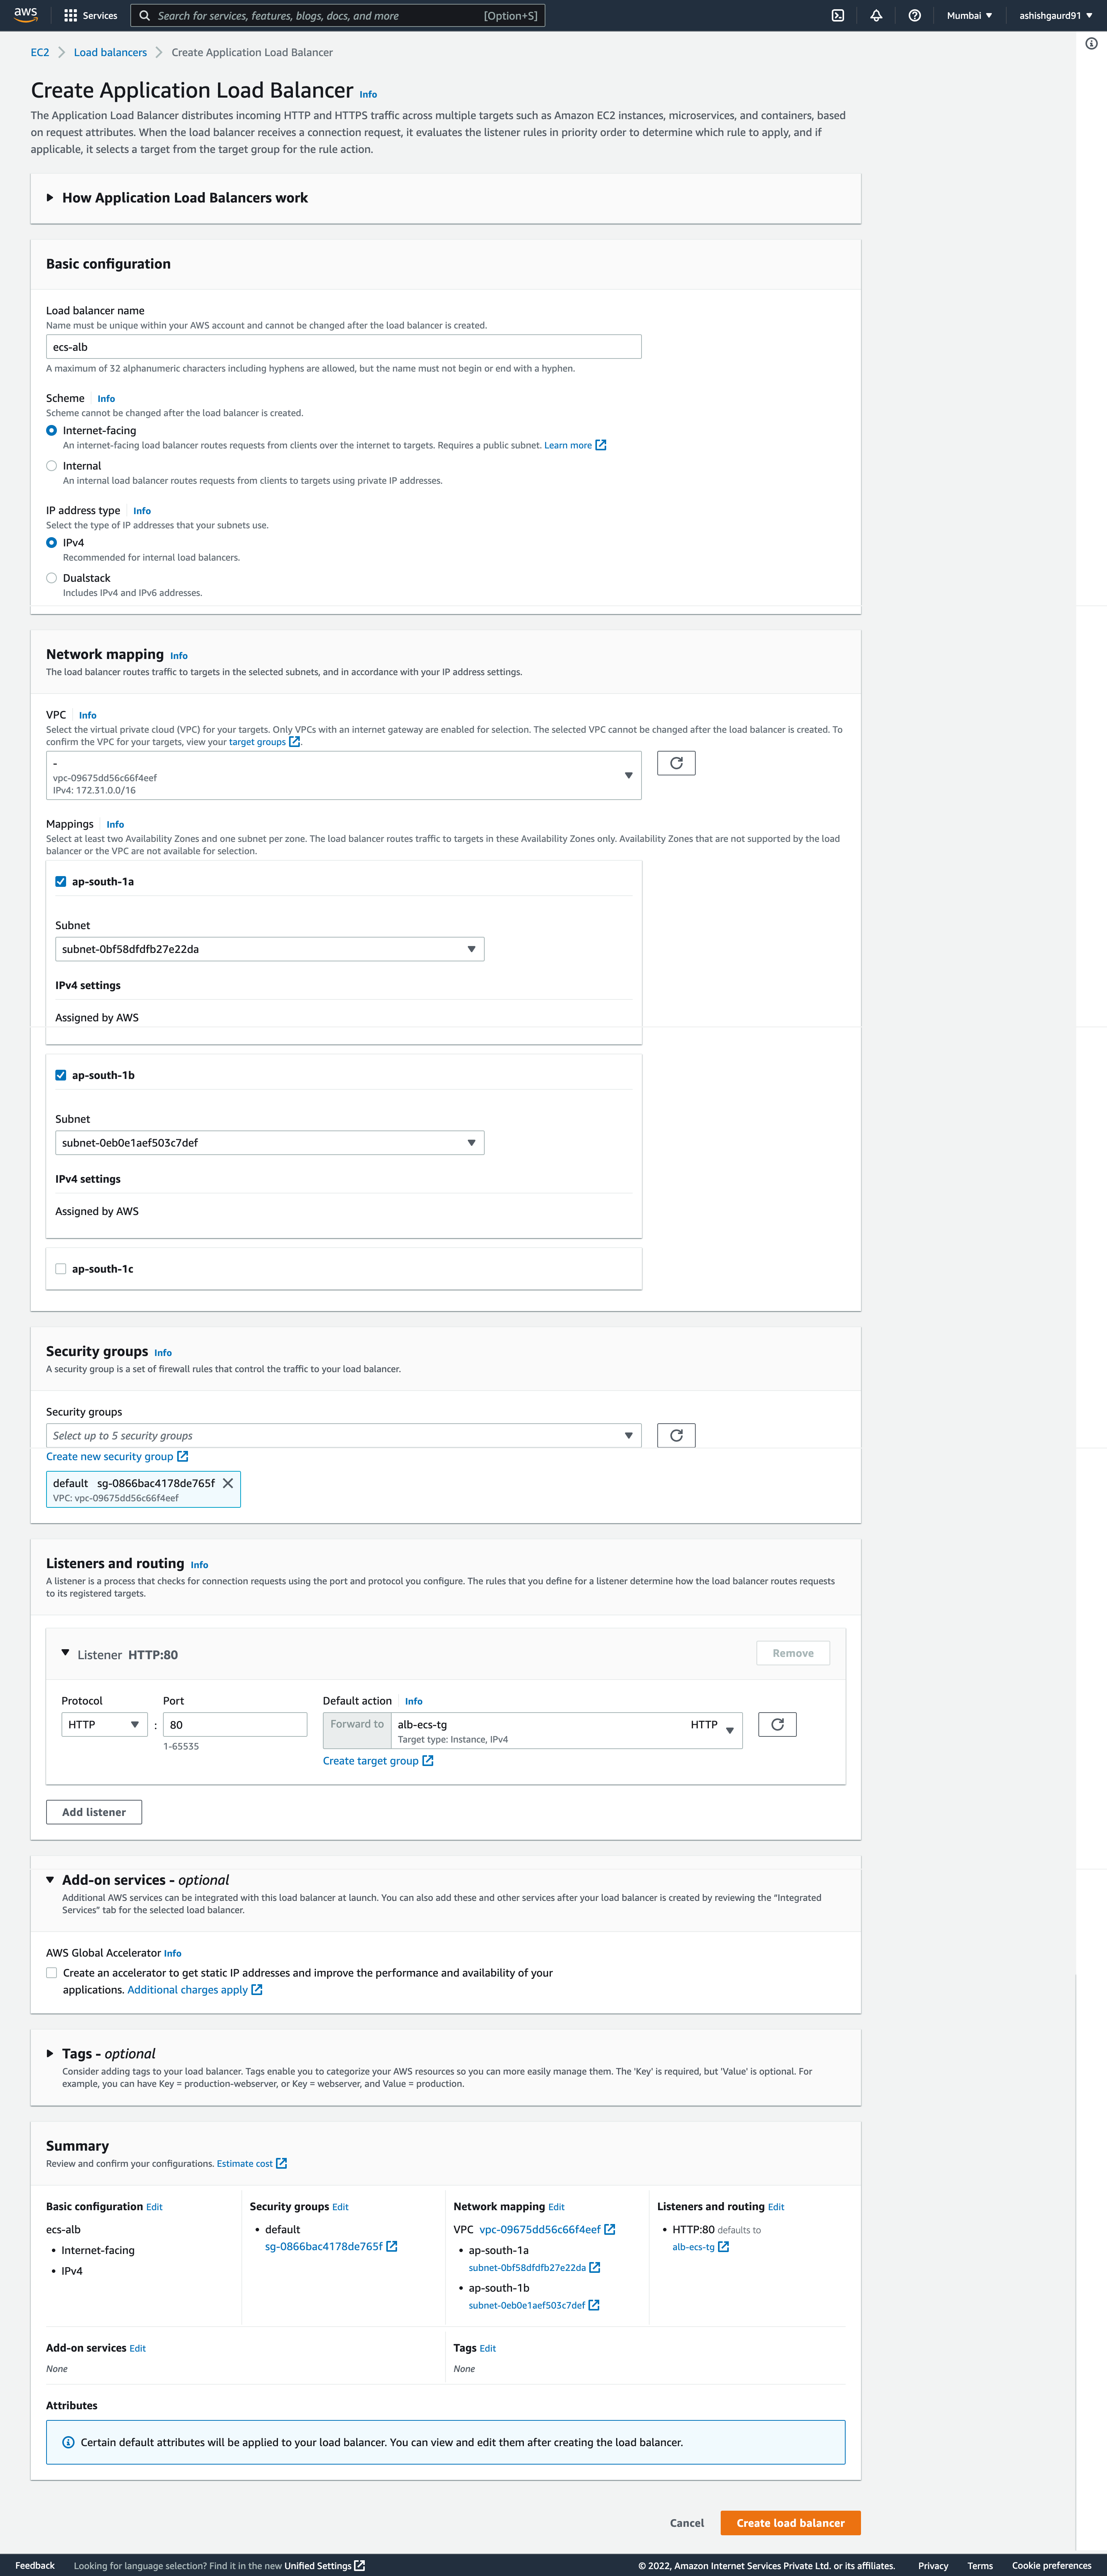 aws Services Search for services, features, blogs, docs, and more [Option+S] Mumbai ashishgaurd91
EC2 Load balancers Create Application Load Balancer
Create Application Load Balancer Info
The Application Load Balancer distributes incoming HTTP and HTTPS traffic across multiple targets such as Amazon EC2 instances, microservices, and containers, based
on request attributes. When the load balancer receives a connection request, it evaluates the listener rules in priority order to determine which rule to apply, and if
applicable, it selects a target from the target group for the rule action.
How Application Load Balancers work
Basic configuration
Load balancer name
Name must be unique within your AWS account and cannot be changed after the load balancer is created.
ecs-alb
A maximum of 32 alphanumeric characters including hyphens are allowed, but the name must not begin or end with a hyphen.
Scheme Info
Scheme cannot be changed after the load balancer is created.
Internet-facing
An internet-facing load balancer routes requests from clients over the internet to targets. Requires a public subnet. Learn more
Internal
An internal load balancer routes requests from clients to targets using private IP addresses.
IP address type Info
Select the type of IP addresses that your subnets use.
IPv4
Recommended for internal load balancers.
Dualstack
Includes IPv4 and IPv6 addresses.
Network mapping Info
The load balancer routes traffic to targets in the selected subnets, and in accordance with your IP address settings.
VPC Info
Select the virtual private cloud (VPC) for your targets. Only VPCs with an internet gateway are enabled for selection. The selected VPC cannot be changed after the load balancer is created. To
confirm the VPC for your targets, view your target groups.
-
vpc-09675dd56c66f4eef
IPv4: 172.31.0.0/16
Mappings Info
Select at least two Availability Zones and one subnet per zone. The load balancer routes traffic to targets in these Availability Zones only. Availability Zones that are not supported by the load
balancer or the VPC are not available for selection.
ap-south-1a
Subnet
subnet-0bf58dfdfb27e22da
IPv4 settings
Assigned by AWS
ap-south-1b
Subnet
subnet-0eb0e1aef503c7def
IPv4 settings
Assigned by AWS
ap-south-1c
Security groups Info
A security group is a set of firewall rules that control the traffic to your load balancer.
Security groups
Select up to 5 security groups
Create new security group
default sg-0866bac4178de765f
VPC: vpc-09675dd56c66f4eef
Listeners and routing Info
A listener is a process that checks for connection requests using the port and protocol you configure. The rules that you define for a listener determine how the load balancer routes requests
to its registered targets.
Listener HTTP:80 Remove
Protocol Port Default action Info
HTTP : 80 Forward to alb-ecs-tg HTTP
1-65535 Target type: Instance, IPv4
Create target group
Add listener
Add-on services - optional
Additional AWS services can be integrated with this load balancer at launch. You can also add these and other services after your load balancer is created by reviewing the "Integrated
Services" tab for the selected load balancer.
AWS Global Accelerator Info
Create an accelerator to get static IP addresses and improve the performance and availability of your
applications. Additional charges apply
Tags - optional
Consider adding tags to your load balancer. Tags enable you to categorize your AWS resources so you can more easily manage them. The 'Key' is required, but 'Value' is optional. For
example, you can have Key = production-webserver, or Key = webserver, and Value = production.
Summary
Review and confirm your configurations. Estimate cost
Basic configuration Edit
ecs-alb
• Internet-facing
• IPv4
Security groups Edit
• default
sg-0866bac4178de765f
Network mapping Edit
VPC vpc-09675dd56c66f4eef
• ap-south-1a
subnet-0bf58dfdfb27e22da
• ap-south-1b
subnet-0eb0e1aef503c7def
Listeners and routing Edit
• HTTP:80 defaults to
alb-ecs-tg
Add-on services Edit
None
Tags Edit
None
Attributes
Certain default attributes will be applied to your load balancer. You can view and edit them after creating the load balancer.
Cancel Create load balancer
Feedback Looking for language selection? Find it in the new Unified Settings © 2022, Amazon Internet Services Private Ltd. or its affiliates. Privacy Terms Cookie preferences